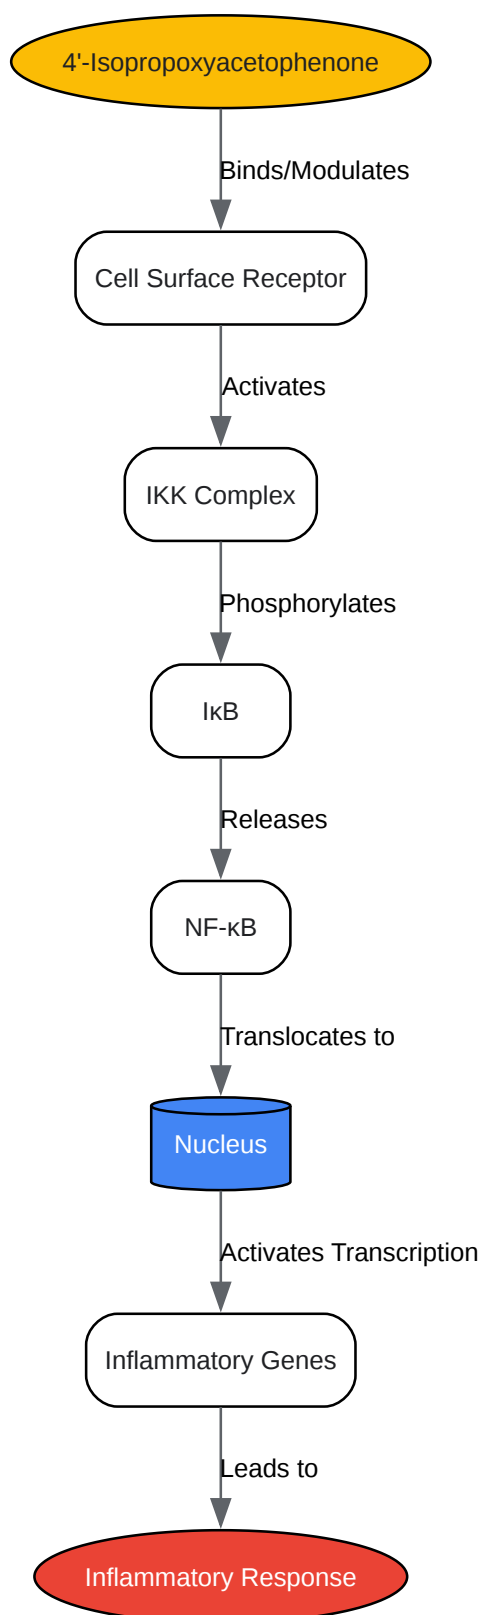 4'-Isopropoxyacetophenone
Binds/Modulates
Cell Surface Receptor
Activates
IKK Complex
Phosphorylates
IκB
Releases
NF-κB
Translocates to
Nucleus
Activates Transcription
Inflammatory Genes
Leads to
Inflammatory Response